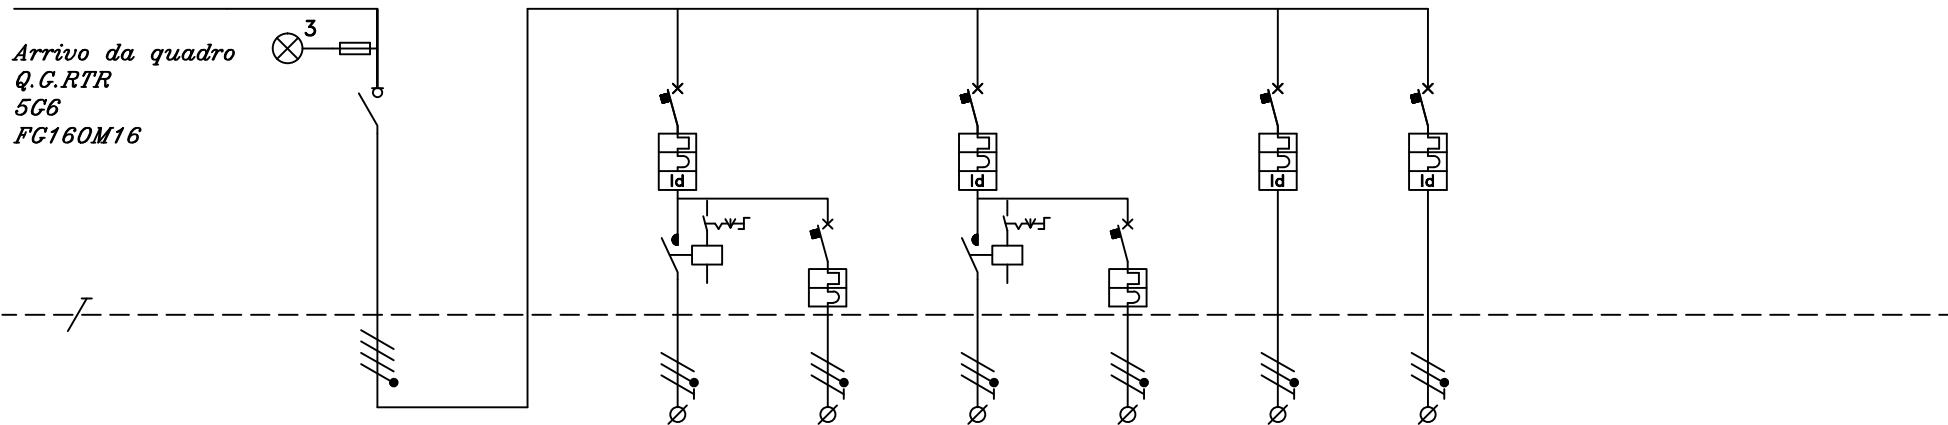 3
Arrivo da quadro
Q.G.RTR
5G6
FG16OM16
Id
Id
Id
Id